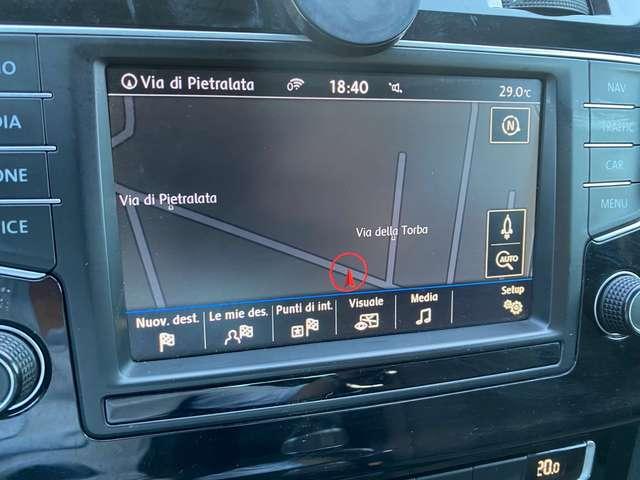 Via di Pietralata 18:40 29.0°C
NAV
TRAFFIC
CAR
MENU
N
Via di Pietralata
Via della Torba
AUTO
Nuov. dest. Le mie des. Punti di int. Visuale Media Setup
20.0